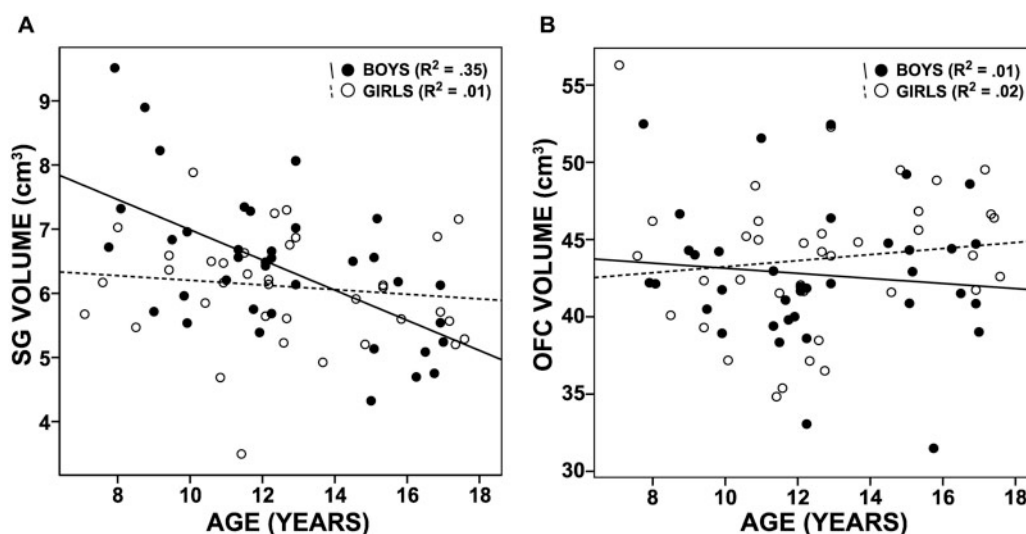 A
BOYS (R² = .35)
GIRLS (R² = .01)
SG VOLUME (cm³)
9
8
7
6
5
4
8 10 12 14 16 18
AGE (YEARS)
B
BOYS (R² = .01)
GIRLS (R² = .02)
OFC VOLUME (cm³)
55
50
45
40
35
30
8 10 12 14 16 18
AGE (YEARS)